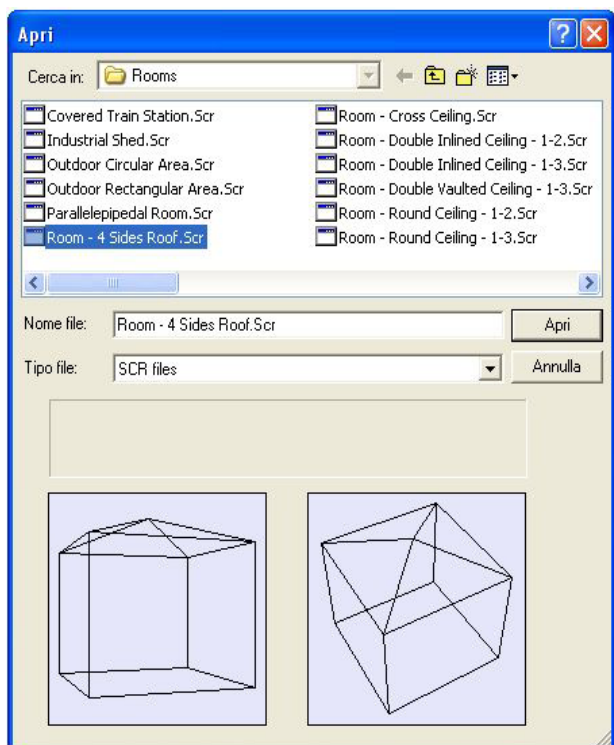 Apri
Cerca in: Rooms
Covered Train Station.Scr
Industrial Shed.Scr
Outdoor Circular Area.Scr
Outdoor Rectangular Area.Scr
Parallelepipedal Room.Scr
Room - 4 Sides Roof.Scr
Room - Cross Ceiling.Scr
Room - Double Inlined Ceiling - 1-2.Scr
Room - Double Inlined Ceiling - 1-3.Scr
Room - Double Vaulted Ceiling - 1-3.Scr
Room - Round Ceiling - 1-2.Scr
Room - Round Ceiling - 1-3.Scr
Nome file: Room - 4 Sides Roof.Scr Apri
Tipo file: SCR files Annulla